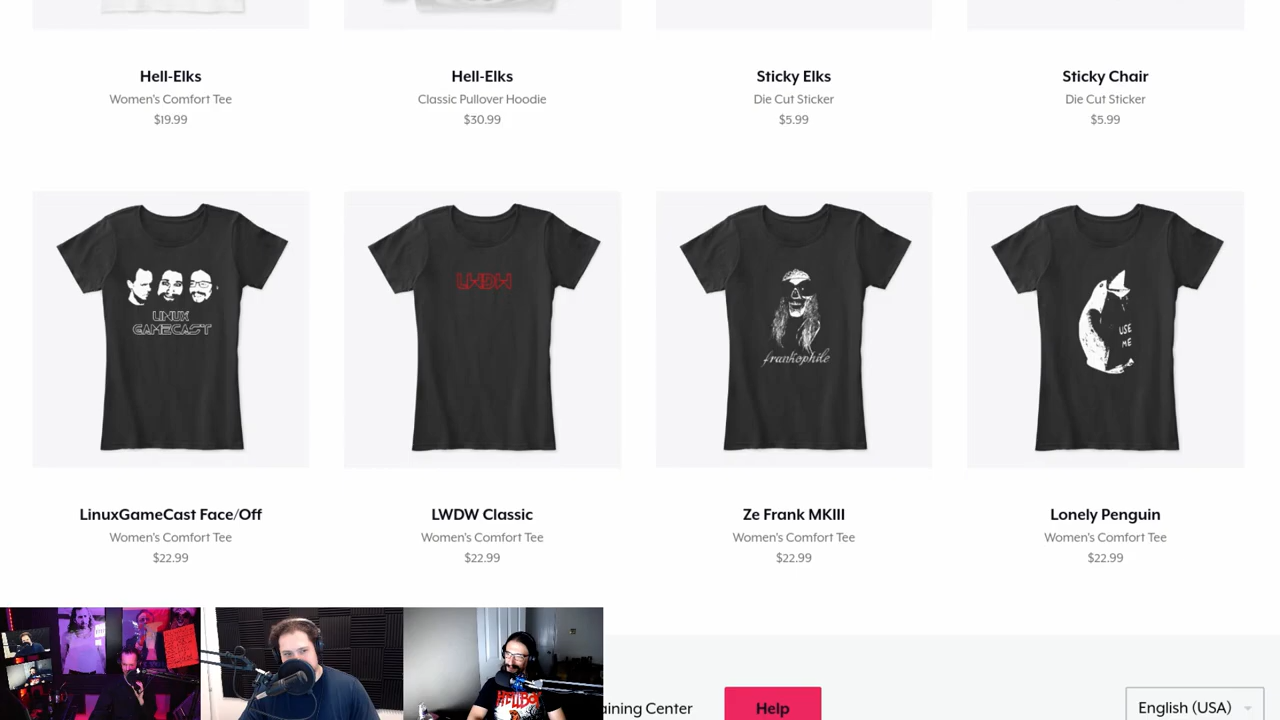 Hell-Elks
Women's Comfort Tee
$19.99
Hell-Elks
Classic Pullover Hoodie
$30.99
Sticky Elks
Die Cut Sticker
$5.99
Sticky Chair
Die Cut Sticker
$5.99
LINUX
GAMECAST
LWDW
frankophile
USE
ME
LinuxGameCast Face/Off
Women's Comfort Tee
$22.99
LWDW Classic
Women's Comfort Tee
$22.99
Ze Frank MKIII
Women's Comfort Tee
$22.99
Lonely Penguin
Women's Comfort Tee
$22.99
HELLBOY
aining Center
Help
English (USA)